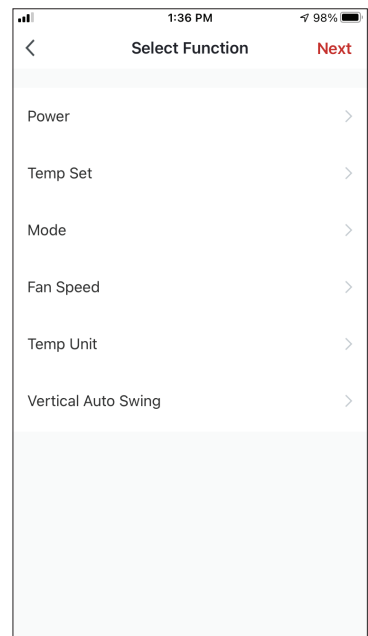 1:36 PM 98%
Select Function Next
Power
Temp Set
Mode
Fan Speed
Temp Unit
Vertical Auto Swing